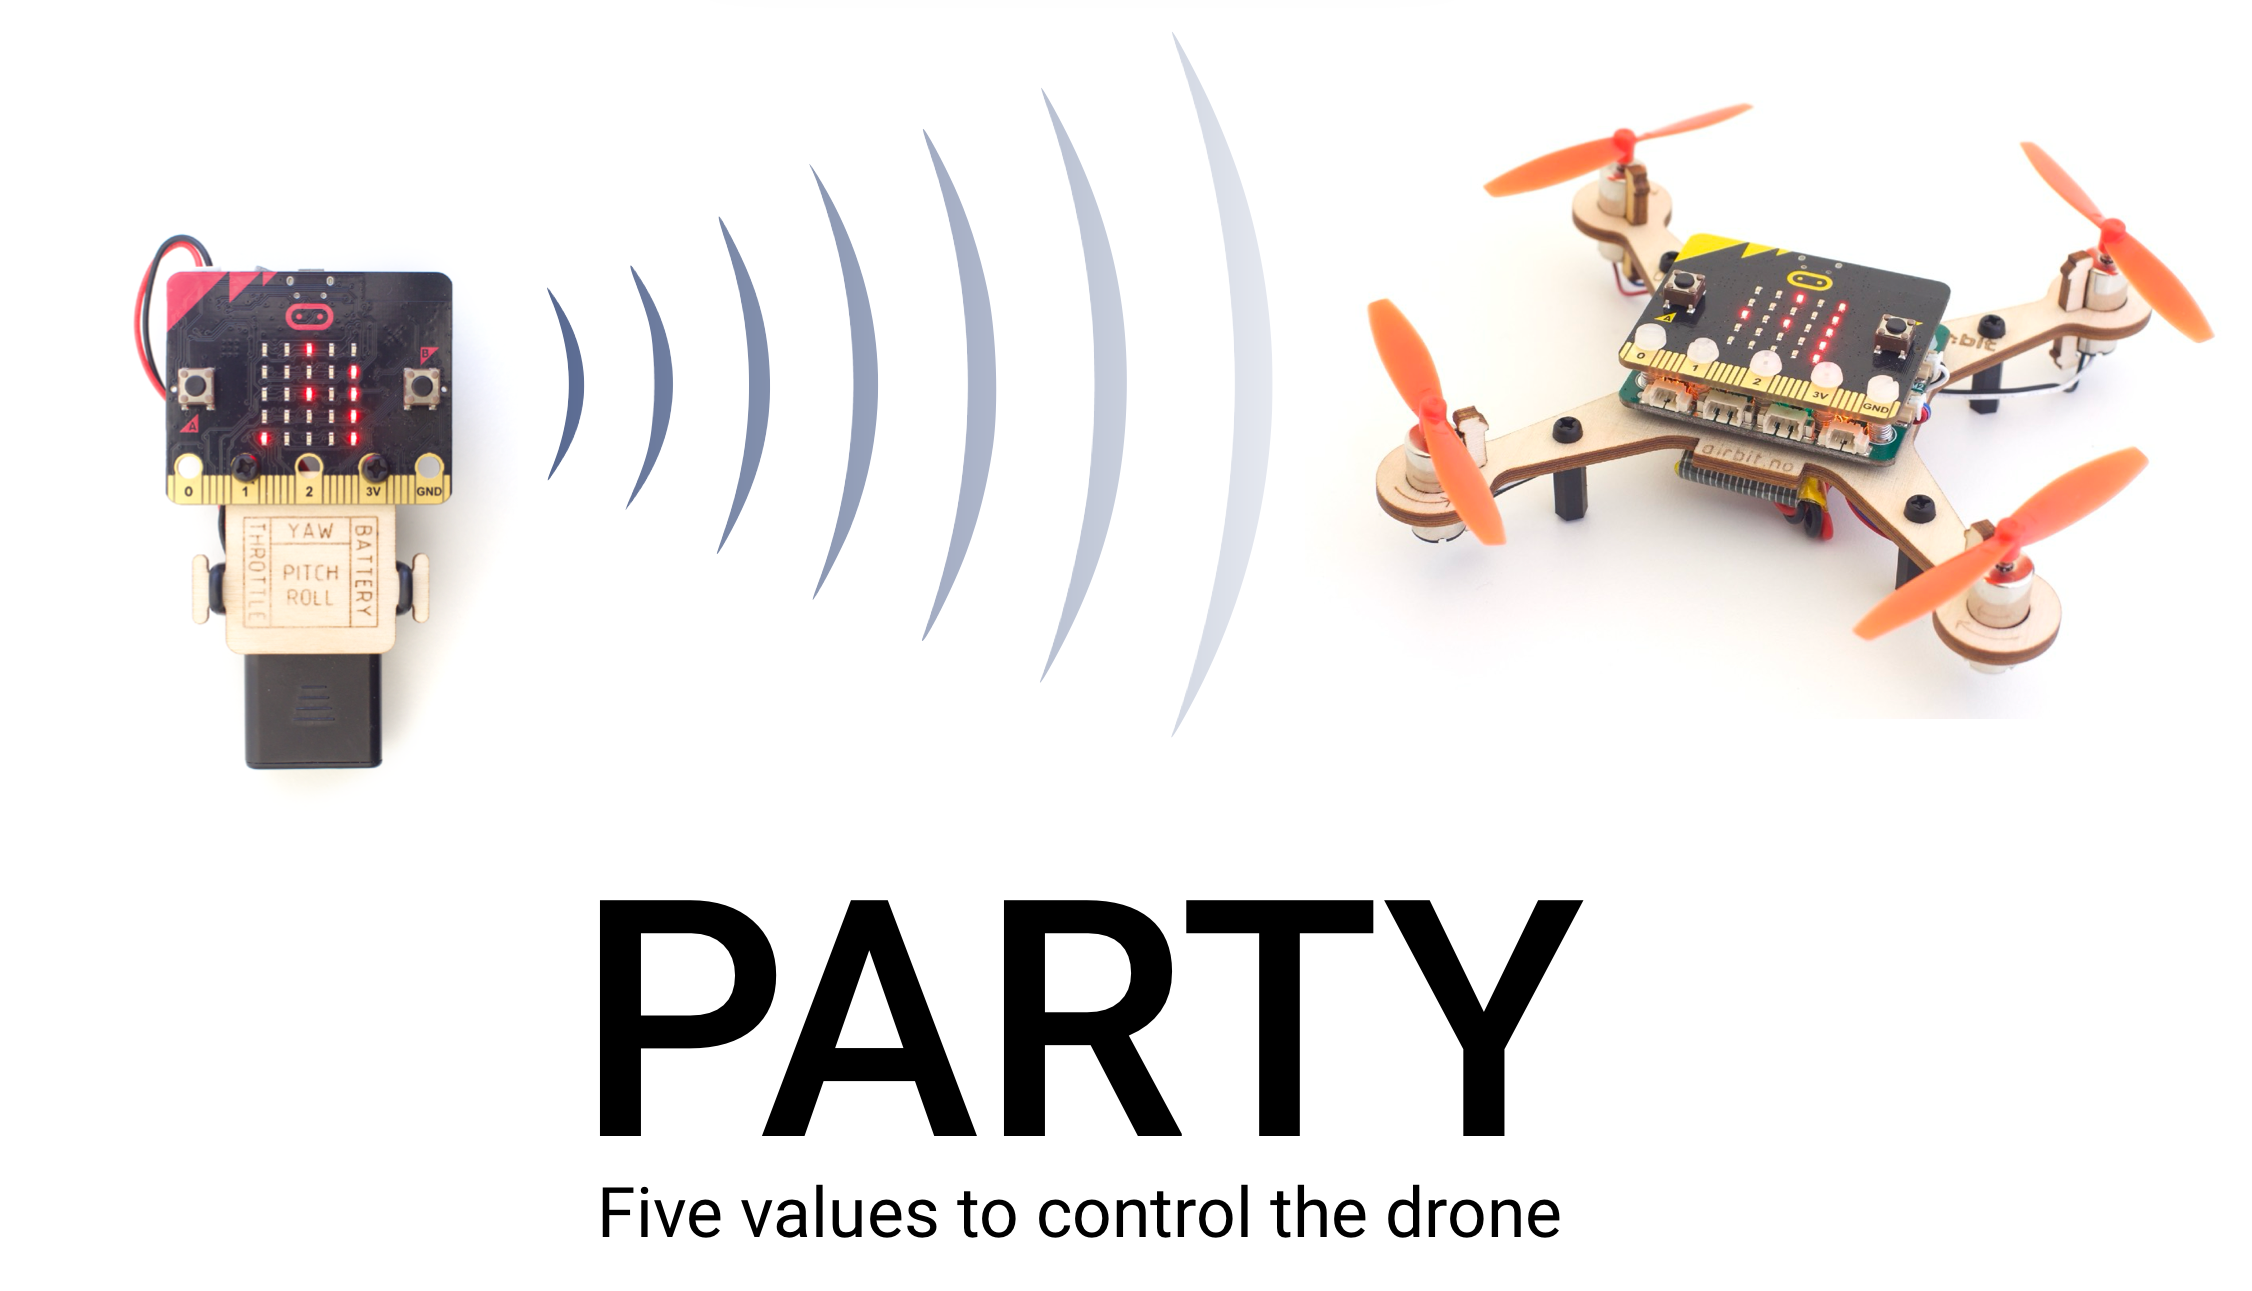 B
A
0 1 2 3V GND
THROTTLE
YAW
BATTERY
PITCH
ROLL
A
0 1 2 3V GND
airbit.no
PARTY
Five values to control the drone